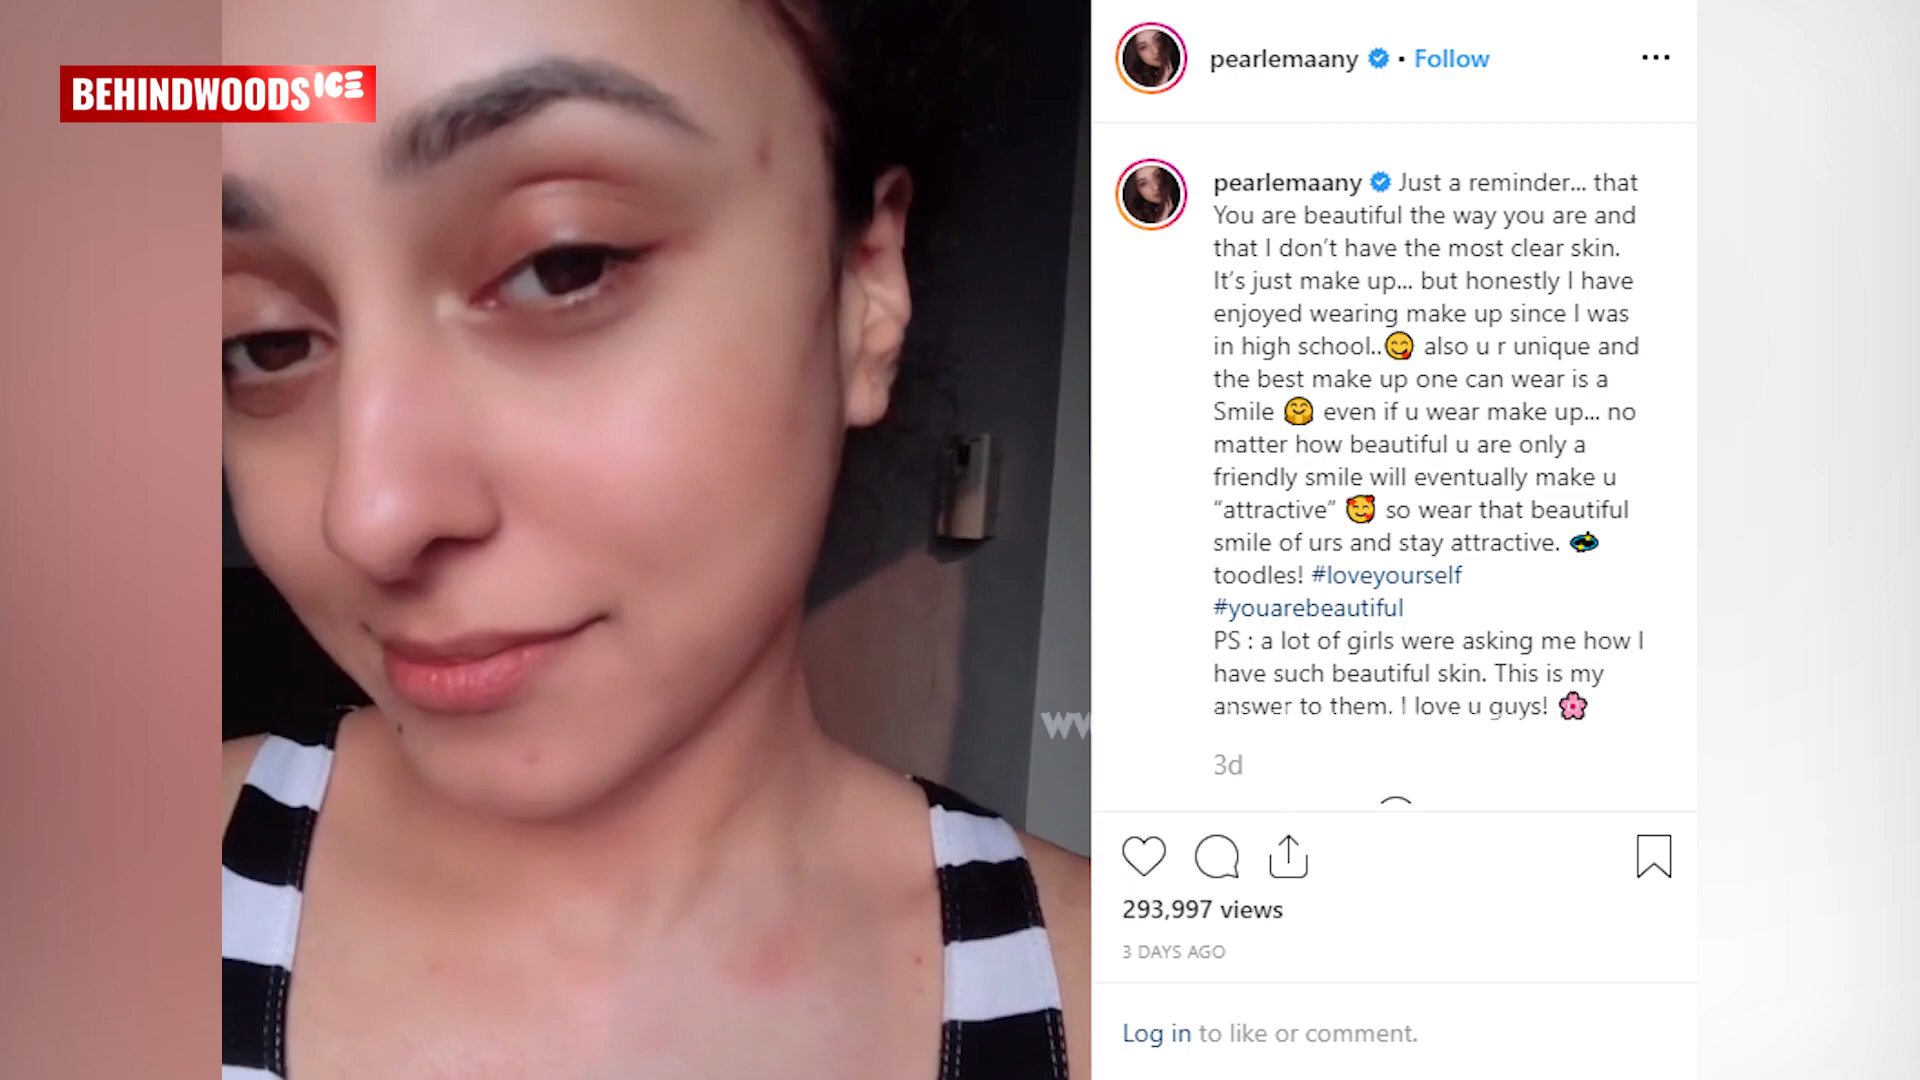 BEHINDWOODS ICE
pearlemaany • Follow
pearlemaany Just a reminder... that
You are beautiful the way you are and
that I don’t have the most clear skin.
It’s just make up... but honestly I have
enjoyed wearing make up since I was
in high school..😋 also u r unique and
the best make up one can wear is a
Smile 🤗 even if u wear make up... no
matter how beautiful u are only a
friendly smile will eventually make u
“attractive” 🥰 so wear that beautiful
smile of urs and stay attractive. 💫
toodles! #loveyourself
#youarebeautiful
PS : a lot of girls were asking me how I
have such beautiful skin. This is my
answer to them. I love u guys! 🌸
3d
293,997 views
3 DAYS AGO
Log in to like or comment.